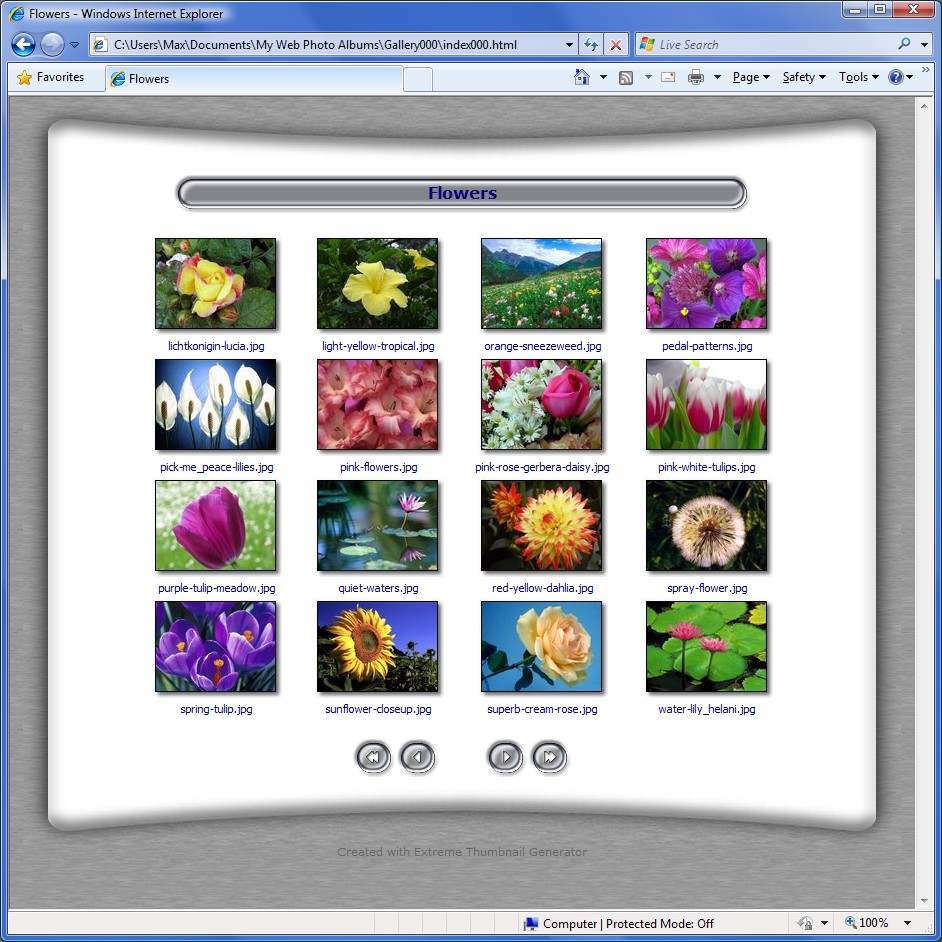 Flowers - Windows Internet Explorer
C:\Users\Max\Documents\My Web Photo Albums\Gallery000\index000.html
Live Search
Favorites
Flowers
Page
Safety
Tools
Flowers
lichtkonigin-lucia.jpg
light-yellow-tropical.jpg
orange-sneezeweed.jpg
pedal-patterns.jpg
pick-me_peace-lilies.jpg
pink-flowers.jpg
pink-rose-gerbera-daisy.jpg
pink-white-tulips.jpg
purple-tulip-meadow.jpg
quiet-waters.jpg
red-yellow-dahlia.jpg
spray-flower.jpg
spring-tulip.jpg
sunflower-closeup.jpg
superb-cream-rose.jpg
water-lily_helani.jpg
Created with Extreme Thumbnail Generator
Computer | Protected Mode: Off
100%